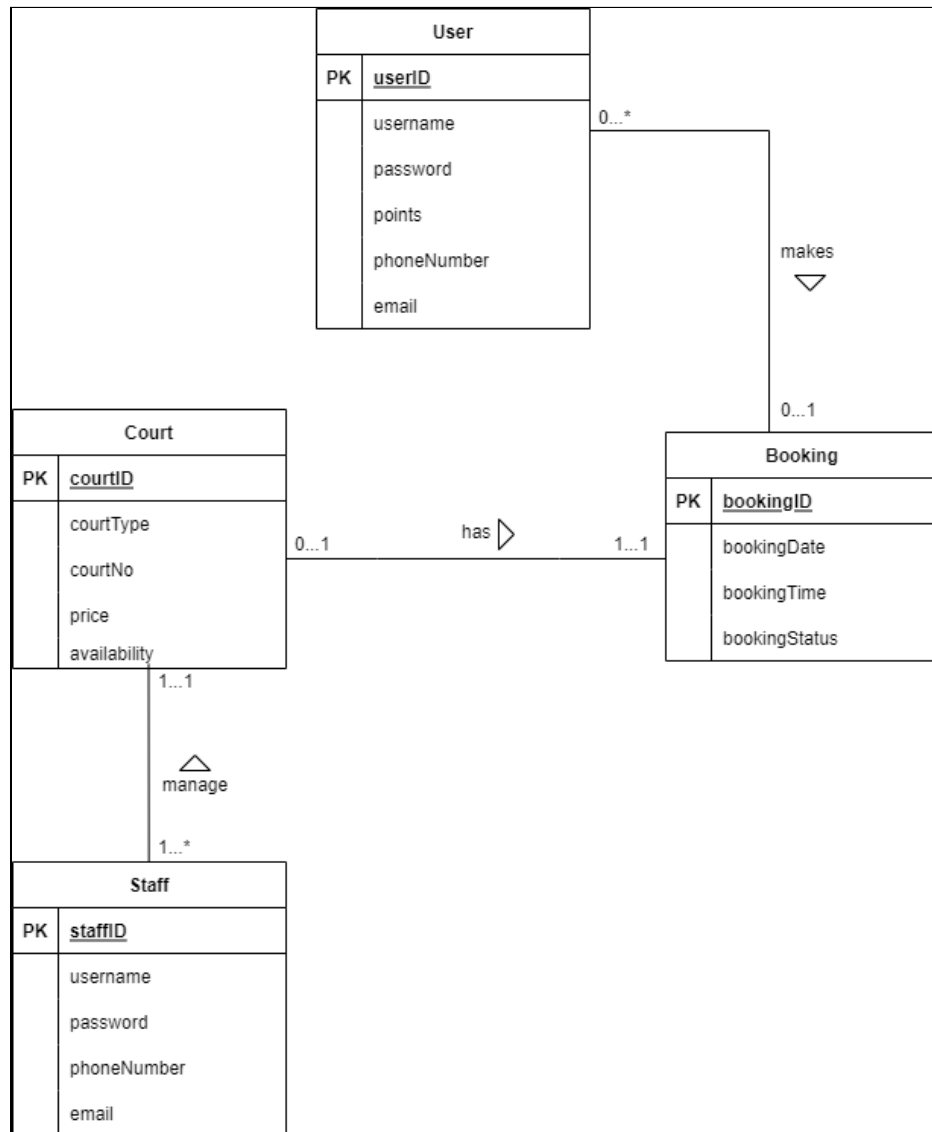 User
PK userID
username
password
points
phoneNumber
email
0...*
makes
0...1
Court
PK courtID
courtType
courtNo
price
availability
0...1
has
1...1
Booking
PK bookingID
bookingDate
bookingTime
bookingStatus
1...1
manage
1...*
Staff
PK staffID
username
password
phoneNumber
email